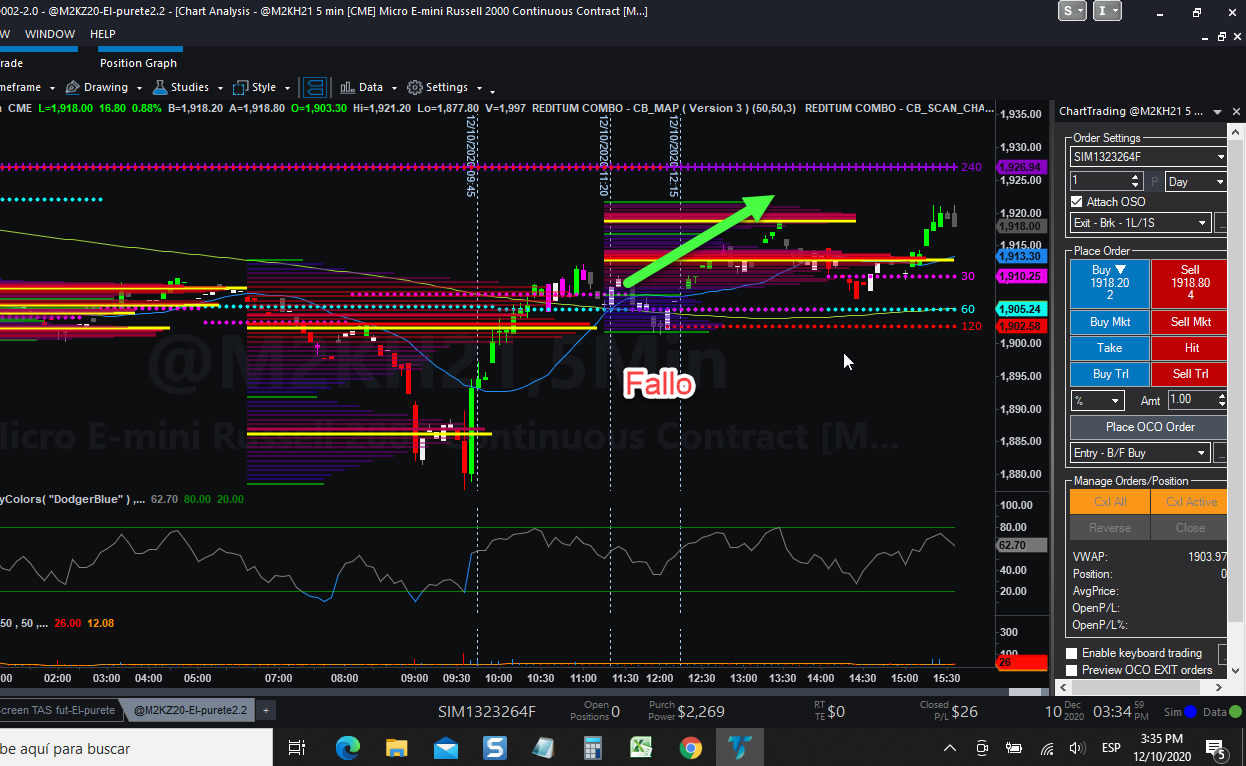 002-2.0 - @M2KZ20-El-purete2.2 - [Chart Analysis - @M2KH21 5 min [CME] Micro E-mini Russell 2000 Continuous Contract [M...]
S I
W WINDOW HELP
rade Position Graph
meframe Drawing Studies Style Data Settings
CME L=1,918.00 16.80 0.88% B=1,918.20 A=1,918.80 O=1,903.30 Hi=1,921.20 Lo=1,877.80 V=1,997 REDITUM COMBO - CB_MAP ( Version 3 ) (50,50,3) REDITUM COMBO - CB_SCAN_CHA...
12/10/2020 09:45
12/10/2020 11:20
12/10/2020 12:15
1,935.00
1,930.00
240 1,926.94
1,925.00
1,920.00
1,918.00
1,915.00
1,913.30
30 1,910.25
60 1,905.24
120 1,902.58
1,900.00
1,895.00
1,890.00
1,885.00
1,880.00
@M2KH21 5 Min
Micro E-mini Russell 2000 Continuous Contract [M...
Fallo
yColors( "DodgerBlue" ) ,... 62.70 80.00 20.00
100.00
80.00
62.70
40.00
20.00
50 , 50 ,... 26.00 12.08
300
100
26
00 02:00 03:00 04:00 05:00 07:00 08:00 09:00 09:30 10:00 10:30 11:00 11:30 12:00 12:30 13:00 13:30 14:00 14:30 15:00 15:30
ChartTrading @M2KH21 5 ...
Order Settings
SIM1323264F
1 P Day
Attach OSO
Exit - Brk - 1L/1S ...
Place Order
Buy ▼ Sell
1918.20 1918.80
2 4
Buy Mkt Sell Mkt
Take Hit
Buy Trl Sell Trl
% Amt 1.00
Place OCO Order
Entry - B/F Buy ...
Manage Orders/Position
Cxl All Cxl Active
Reverse Close
VWAP: 1903.97
Position: 0
AvgPrice:
OpenP/L:
OpenP/L%:
Enable keyboard trading
Preview OCO EXIT orders
creen TAS fut-El-purete @M2KZ20-El-purete2.2 +
SIM1323264F Open Positions 0 Purch Power $2,269 RT TE $0 Closed P/L $26 10 Dec 2020 03:34 59 PM Sim Data
be aquí para buscar
ESP 3:35 PM
12/10/2020
5